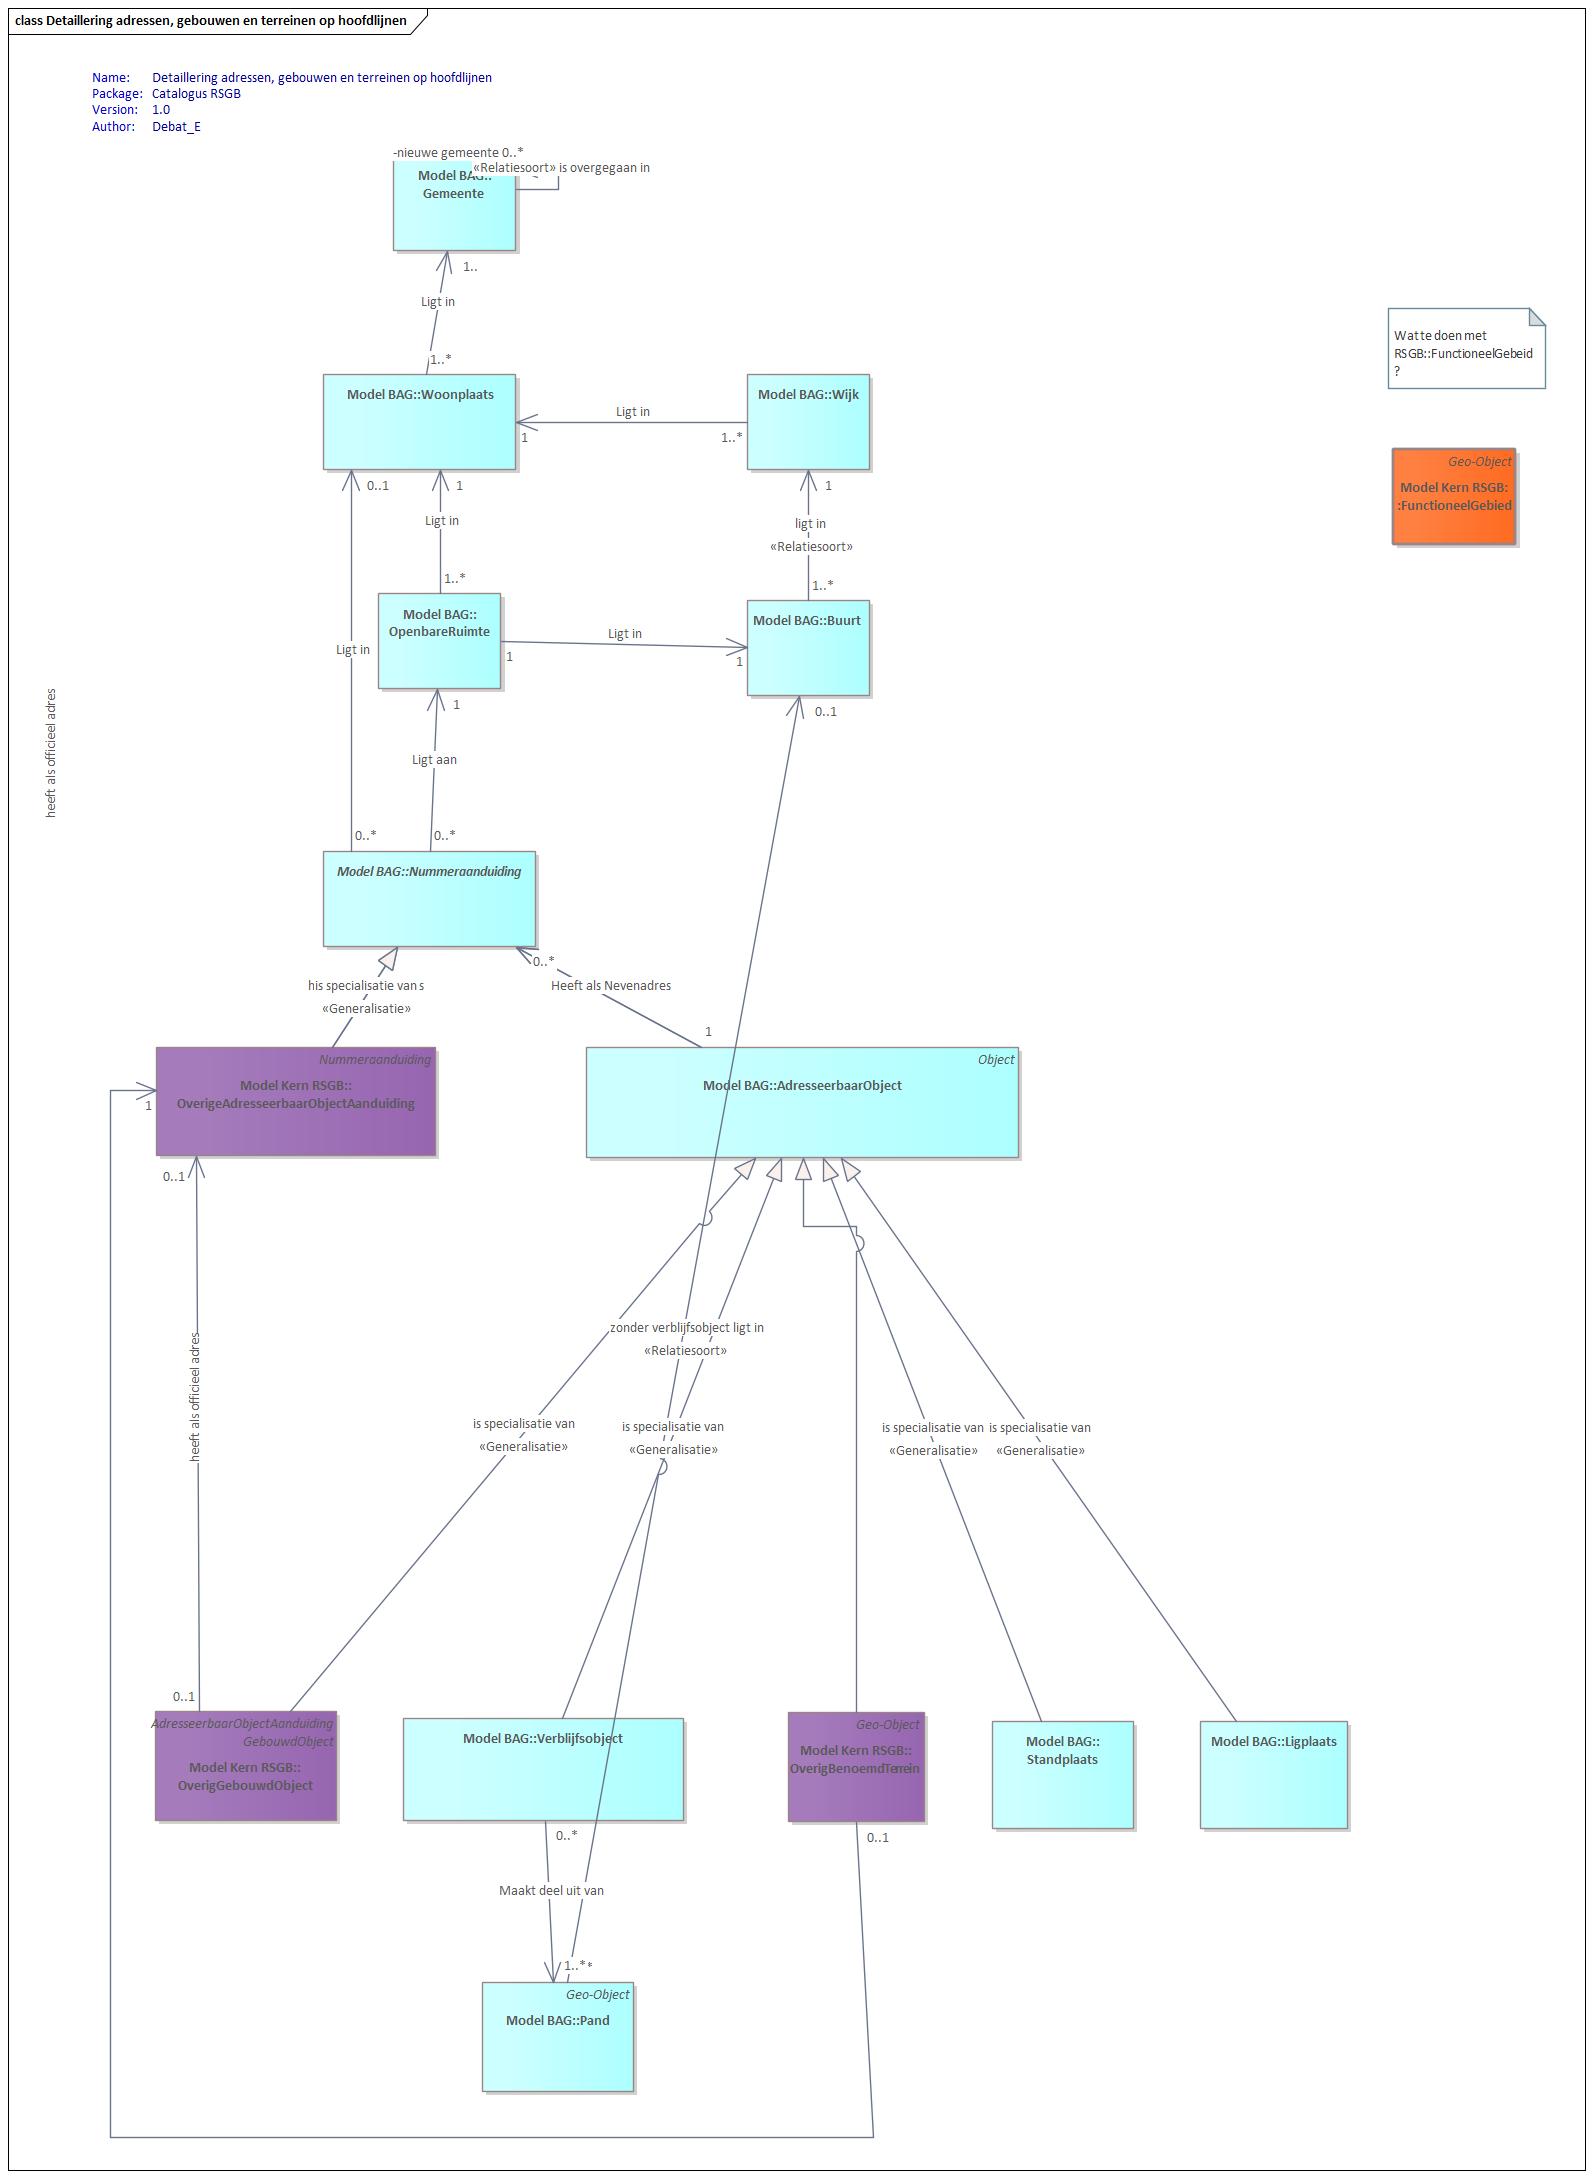 class Detaillering adressen, gebouwen en terreinen op hoofdlijnen
Name: Detaillering adressen, gebouwen en terreinen op hoofdlijnen
Package: Catalogus RSGB
Version: 1.0
Author: Debat_E
-nieuwe gemeente 0..*
«Relatiesoort» is overgegaan in
Model BAG::
Gemeente
1..
Ligt in
1..*
Wat te doen met
RSGB::FunctioneelGebeid
?
Model BAG::Woonplaats
Model BAG::Wijk
Ligt in
1
1..*
Geo-Object
Model Kern RSGB:
:FunctioneelGebied
0..1
1
1
Ligt in
ligt in
«Relatiesoort»
1..*
1..*
Model BAG::
OpenbareRuimte
Model BAG::Buurt
Ligt in
Ligt in
1
1
1
0..1
heeft als officieel adres
Ligt aan
0..*
0..*
Model BAG::Nummeraanduiding
0..*
his specialisatie van s
«Generalisatie»
Heeft als Nevenadres
1
Nummeraanduiding
Model Kern RSGB::
OverigeAdresseerbaarObjectAanduiding
Object
Model BAG::AdresseerbaarObject
1
0..1
zonder verblijfsobject ligt in
«Relatiesoort»
heeft als officieel adres
is specialisatie van
«Generalisatie»
is specialisatie van
«Generalisatie»
is specialisatie van
«Generalisatie»
is specialisatie van
«Generalisatie»
0..1
AdresseerbaarObjectAanduiding
GebouwdObject
Model Kern RSGB::
OverigGebouwdObject
Model BAG::Verblijfsobject
Geo-Object
Model Kern RSGB::
OverigBenoemdTerrein
Model BAG::
Standplaats
Model BAG::Ligplaats
0..*
0..1
Maakt deel uit van
1..* *
Geo-Object
Model BAG::Pand